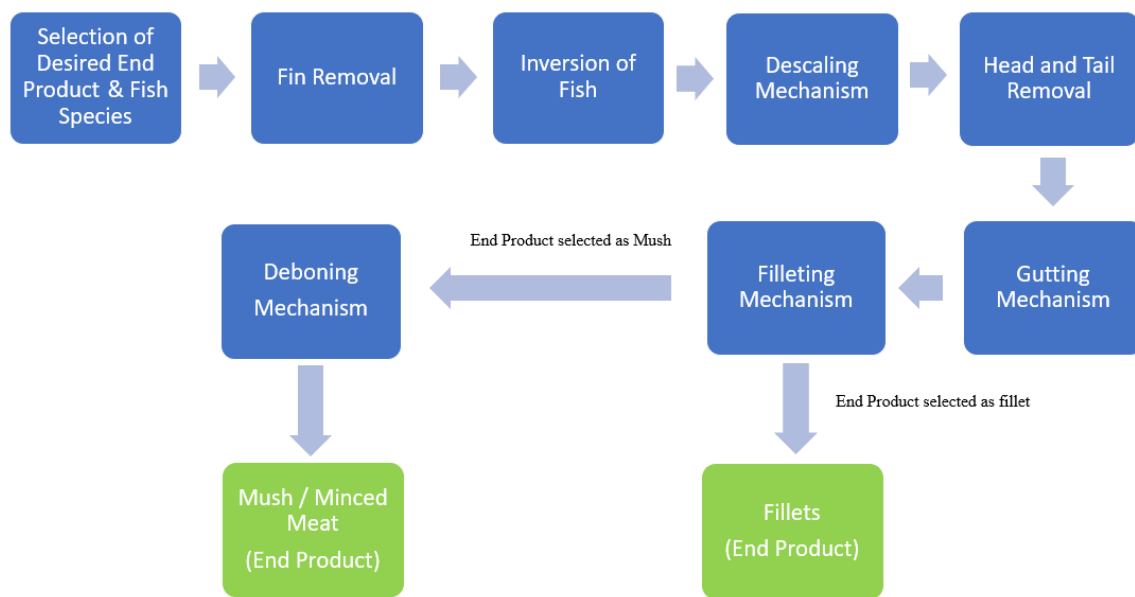 Selection of
Desired End
Product & Fish
Species
Fin Removal
Inversion of
Fish
Descaling
Mechanism
Head and Tail
Removal
End Product selected as Mush
Deboning
Mechanism
Filleting
Mechanism
Gutting
Mechanism
End Product selected as fillet
Mush / Minced
Meat
(End Product)
Fillets
(End Product)